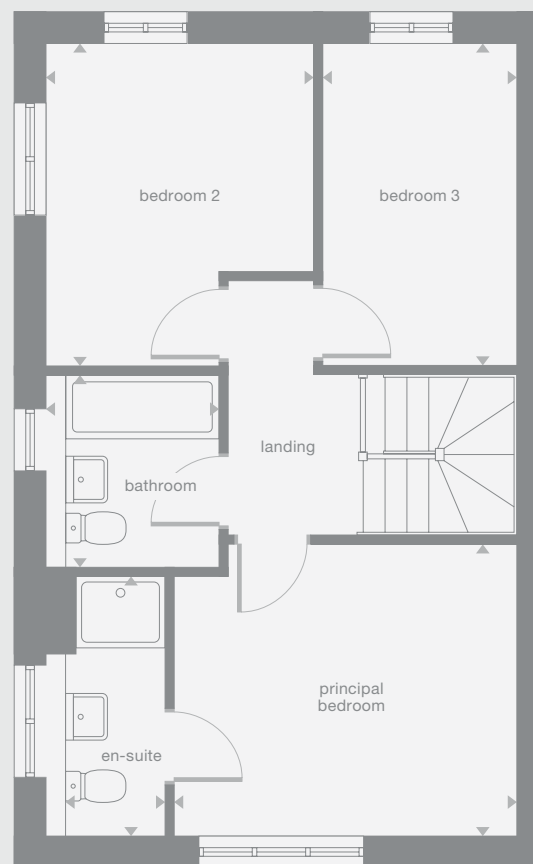 bedroom 2
bedroom 3
landing
bathroom
principal
bedroom
en-suite